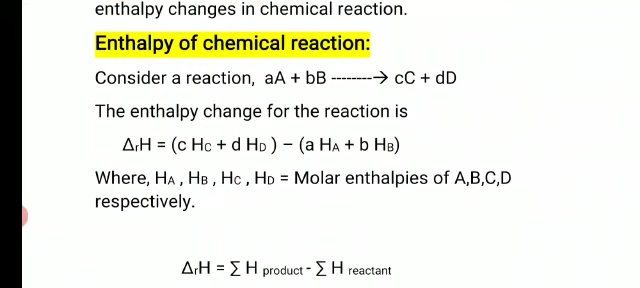 enthalpy changes in chemical reaction.
Enthalpy of chemical reaction:
Consider a reaction, aA + bB --------→ cC + dD
The enthalpy change for the reaction is
ΔᵣH = (c Hc + d HD ) – (a HA + b HB)
Where, HA , HB , Hc , HD = Molar enthalpies of A,B,C,D
respectively.
ΔᵣH = ∑ H product - ∑ H reactant